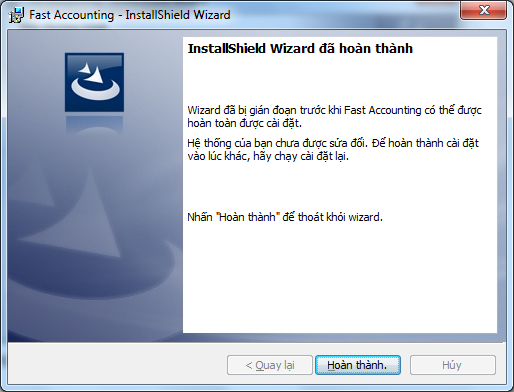 Fast Accounting - InstallShield Wizard
InstallShield Wizard đã hoàn thành
Wizard đã bị gián đoạn trước khi Fast Accounting có thể được
hoàn toàn được cài đặt.
Hệ thống của bạn chưa được sửa đổi. Để hoàn thành cài đặt
vào lúc khác, hãy chạy cài đặt lại.
Nhấn "Hoàn thành" để thoát khỏi wizard.
< Quay lại
Hoàn thành.
Hủy